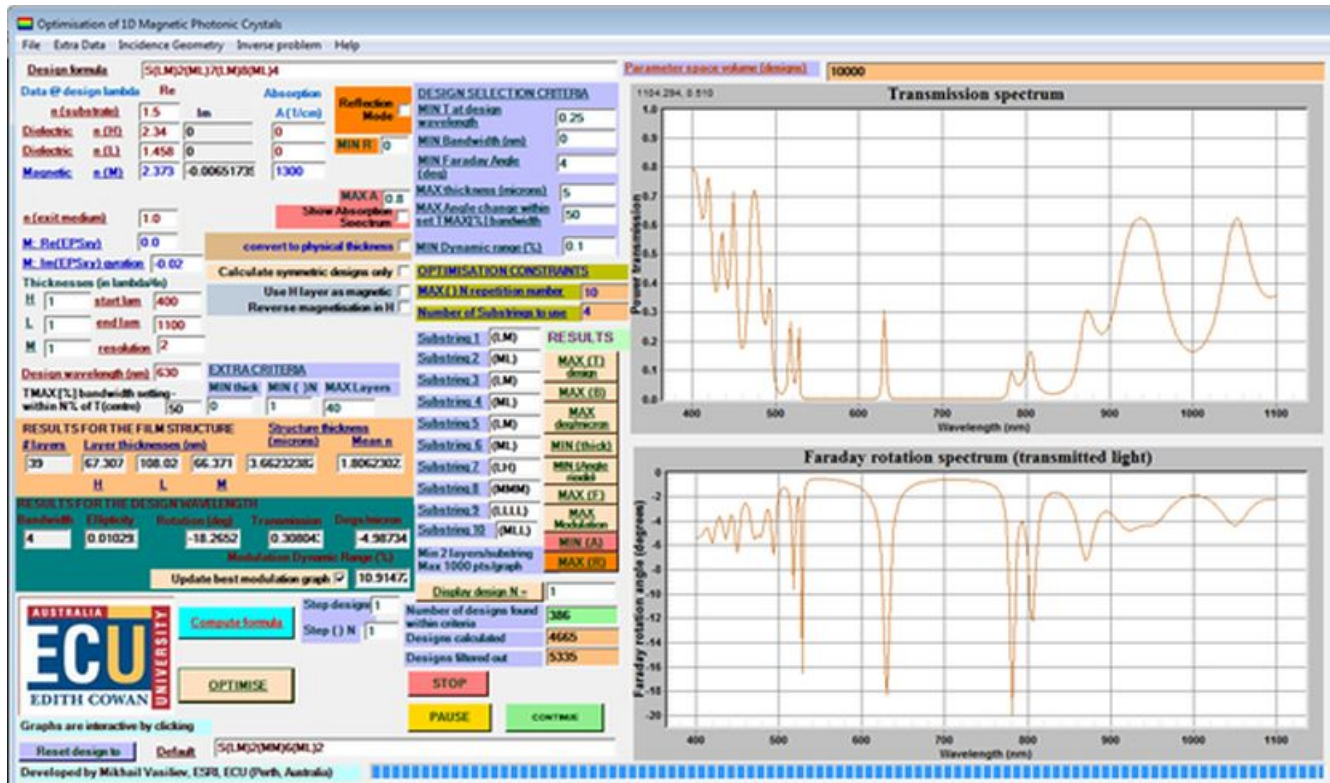 Optimisation of 1D Magnetic Photonic Crystals
File Extra Data Incidence Geometry Inverse problem Help
Design formula S(LM)2(ML)7(LM)8(ML)4
Parameter space volume (designs) 10000
Data @ design lambda Re Absorption
n (substrate) 1.5 Im A (1/cm)
Dielectric n (H) 2.34 0 0
Dielectric n (L) 1.458 0 0
Magnetic n (M) 2.373 -0.0065173 1300
Reflection Mode
MIN R 0
MAX A 0.8
Show Absorption Spectrum
n (exit medium) 1.0
M: Re(EPSxy) 0.0
M: Im(EPSxy) gyration -0.02
convert to physical thickness
Calculate symmetric designs only
Use H layer as magnetic
Reverse magnetisation in H
Thicknesses (in lambda/4n)
H 1 start lam 400
L 1 end lam 1100
M 1 resolution 2
Design wavelength (nm) 630
TMAX[%] bandwidth setting - within N% of T(centre) 50
EXTRA CRITERIA
MIN thick MIN ( )N MAX Layers
0 1 40
RESULTS FOR THE FILM STRUCTURE
Structure thickness (microns) Mean n
# layers Layer thicknesses (nm)
39 67.307 108.02 66.371 3.66232382 1.8062302
H L M
RESULTS FOR THE DESIGN WAVELENGTH
Bandwidth Ellipticity Rotation (deg) Transmission Degs/micron
4 0.01029 -18.2652 0.308043 -4.98734
Modulation Dynamic Range (%)
Update best modulation graph 10.9147
DESIGN SELECTION CRITERIA
MIN T at design wavelength 0.25
MIN Bandwidth (nm) 0
MIN Faraday Angle (deg) 4
MAX thickness (microns) 5
MAX Angle change within set TMAX[%] bandwidth 50
MIN Dynamic range (%) 0.1
OPTIMISATION CONSTRAINTS
MAX ( ) N repetition number 10
Number of Substrings to use 4
Substring 1 (LM)
Substring 2 (ML)
Substring 3 (LM)
Substring 4 (ML)
Substring 5 (LM)
Substring 6 (ML)
Substring 7 (LH)
Substring 8 (MMM)
Substring 9 (LLLL)
Substring 10 (MLL)
Min 2 layers/substring
Max 1000 pts/graph
RESULTS
MAX (T) design
MAX (B)
MAX deg/micron
MIN (thick)
MAX (F)
MAX Modulation
MIN (A)
MAX (R)
Display design N = 1
Number of designs found within criteria 386
Designs calculated 4665
Designs filtered out 5335
AUSTRALIA
ECU
EDITH COWAN
UNIVERSITY
Compute formula
Step design 1
Step ( ) N 1
OPTIMISE
STOP
PAUSE
CONTINUE
Graphs are interactive by clicking
Reset design to Default S(LM)2(MM)6(ML)2
Developed by Mikhail Vasiliev, ESRI, ECU (Perth, Australia)
1104.294, 0.510
Transmission spectrum
Power transmission
1.0
0.9
0.8
0.7
0.6
0.5
0.4
0.3
0.2
0.1
0.0
400 500 600 700 800 900 1000 1100
Wavelength (nm)
Faraday rotation spectrum (transmitted light)
Faraday rotation angle (degrees)
0
-2
-4
-6
-8
-10
-12
-14
-16
-18
-20
400 500 600 700 800 900 1000 1100
Wavelength (nm)